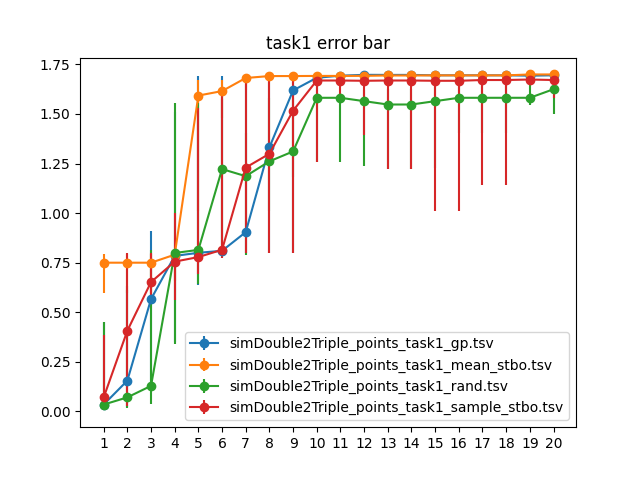 task1 error bar
1.75
1.50
1.25
1.00
0.75
0.50
0.25
0.00
simDouble2Triple_points_task1_gp.tsv
simDouble2Triple_points_task1_mean_stbo.tsv
simDouble2Triple_points_task1_rand.tsv
simDouble2Triple_points_task1_sample_stbo.tsv
1 2 3 4 5 6 7 8 9 10 11 12 13 14 15 16 17 18 19 20